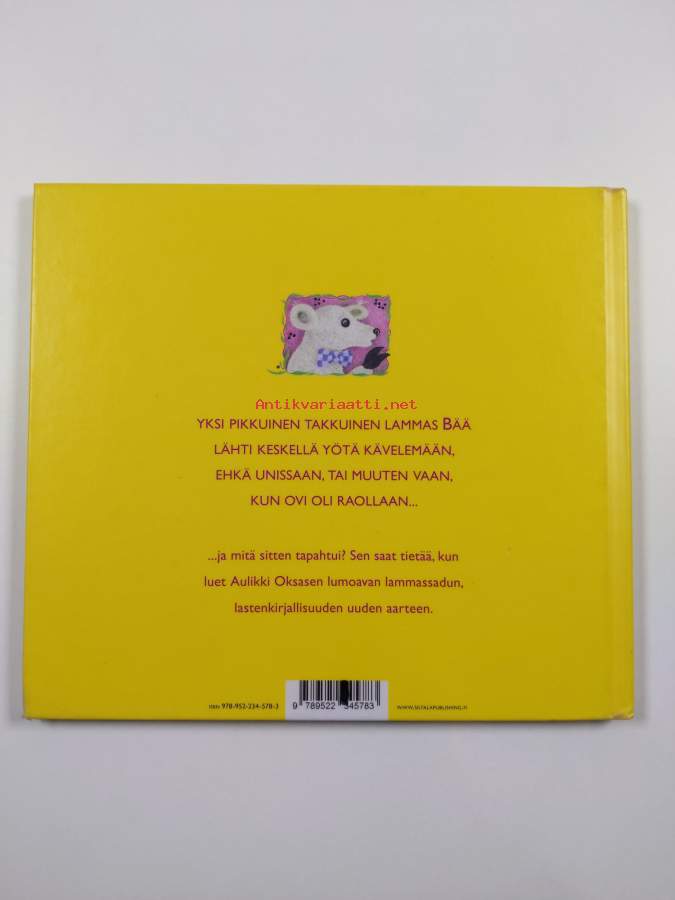 Antikvariaatti.net
YKSI PIKKUINEN TAKKUINEN LAMMAS BÄÄ
LÄHTI KESKELLÄ YÖTÄ KÄVELEMÄÄN,
EHKÄ UNISSAAN, TAI MUUTEN VAAN,
KUN OVI OLI RAOLLAAN...
...ja mitä sitten tapahtui? Sen saat tietää, kun
luet Aulikki Oksasen lumoavan lammassadun,
lastenkirjallisuuden uuden aarteen.
ISBN 978-952-234-578-3
9 789522 345783
WWW.SILTALAPUBLISHING.FI